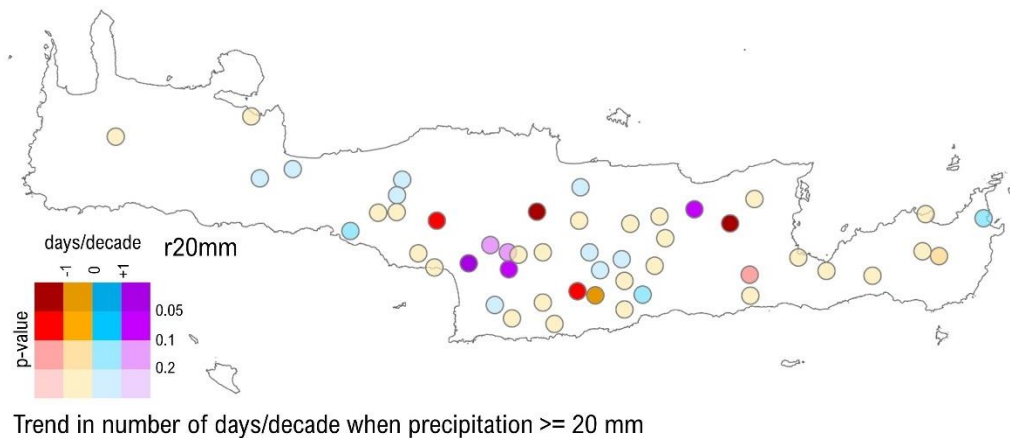 days/decade r20mm
-1 0 +1
0.05
0.1
0.2
p-value
Trend in number of days/decade when precipitation >= 20 mm